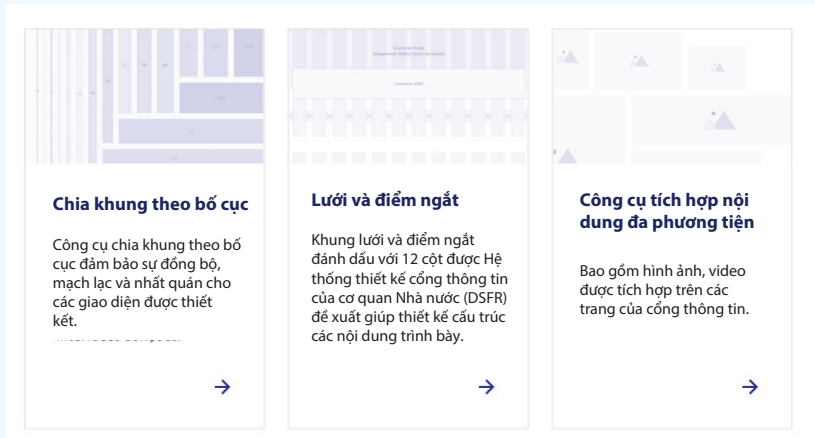 Chia khung theo bố cục
Công cụ chia khung theo bố
cục đảm bảo sự đồng bộ,
mạch lạc và nhất quán cho
các giao diện được thiết
kết.
Lưới và điểm ngắt
Khung lưới và điểm ngắt
đánh dấu với 12 cột được Hệ
thống thiết kế cổng thông tin
của cơ quan Nhà nước (DSFR)
đề xuất giúp thiết kế cấu trúc
các nội dung trình bày.
Công cụ tích hợp nội
dung đa phương tiện
Bao gồm hình ảnh, video
được tích hợp trên các
trang của cổng thông tin.